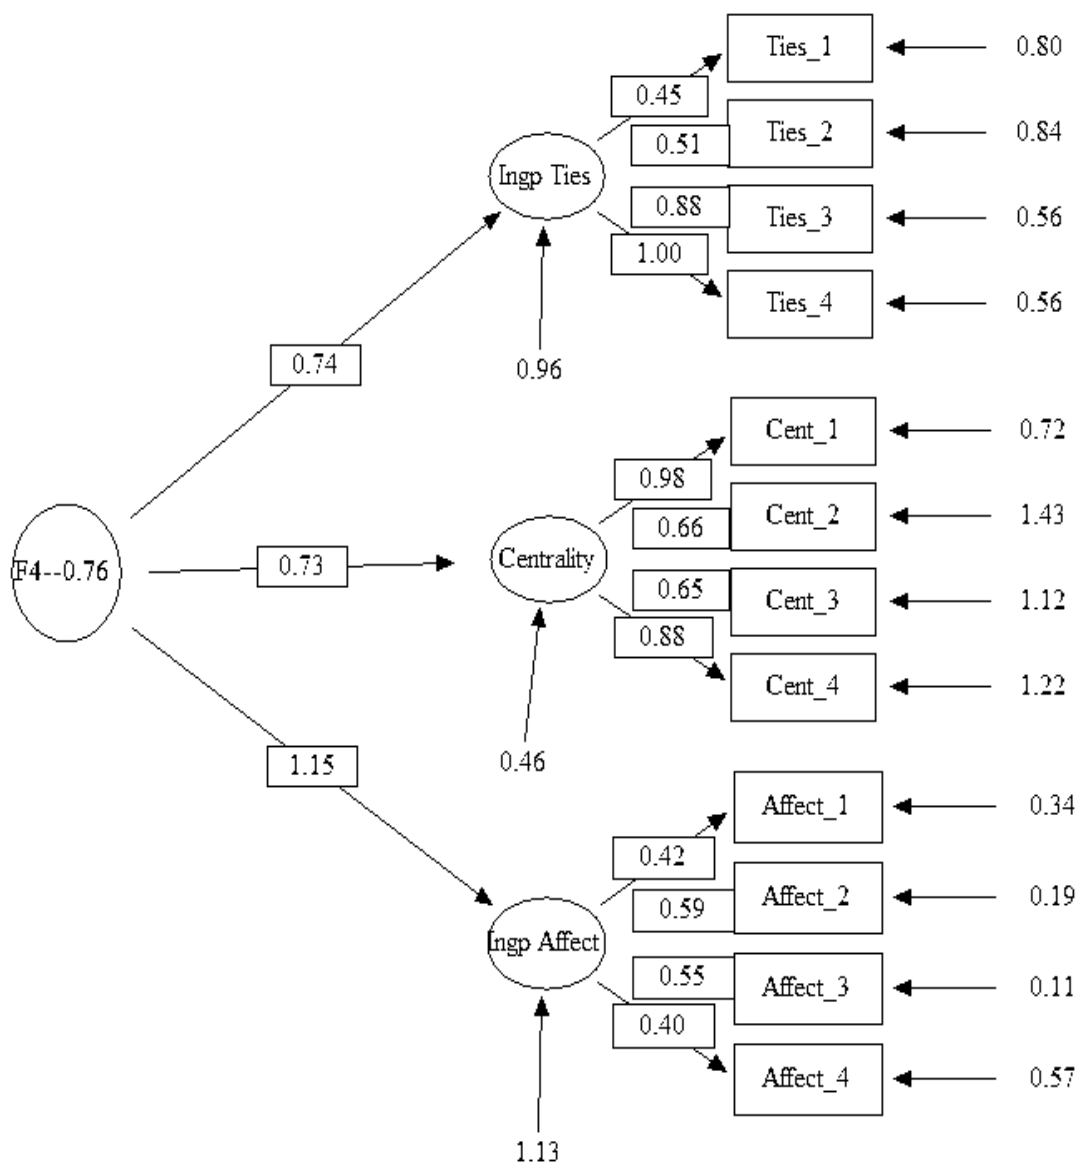 Ties_1
0.80
0.45
Ties_2
0.84
0.51
Ingp Ties
0.88
Ties_3
0.56
1.00
Ties_4
0.56
0.74
0.96
Cent_1
0.72
0.98
Cent_2
1.43
0.66
F4--0.76
0.73
Centrality
0.65
Cent_3
1.12
0.88
Cent_4
1.22
0.46
1.15
Affect_1
0.34
0.42
Affect_2
0.19
0.59
Ingp Affect
0.55
Affect_3
0.11
0.40
Affect_4
0.57
1.13